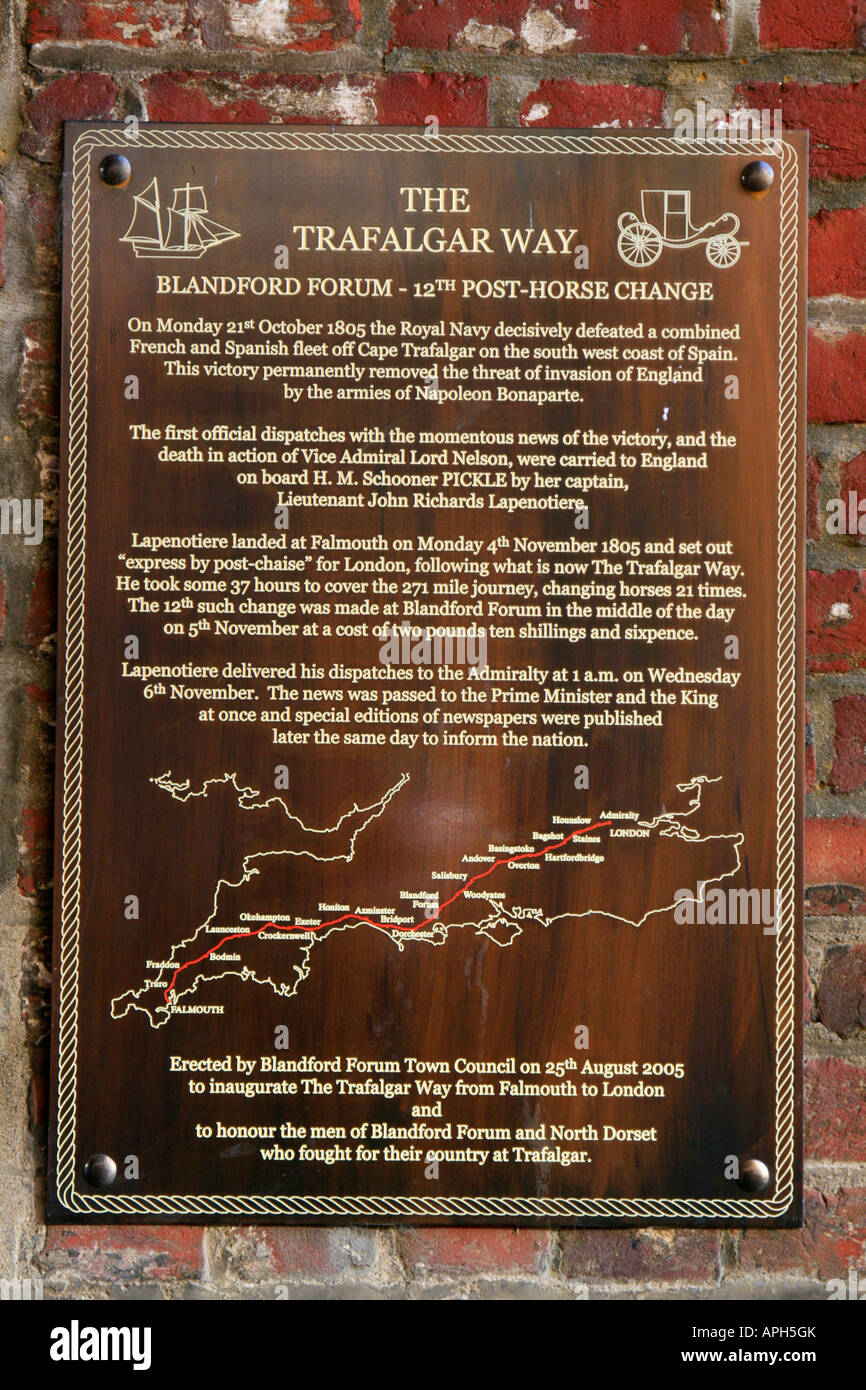 THE
TRAFALGAR WAY
BLANDFORD FORUM - 12TH POST-HORSE CHANGE
On Monday 21st October 1805 the Royal Navy decisively defeated a combined
French and Spanish fleet off Cape Trafalgar on the south west coast of Spain.
This victory permanently removed the threat of invasion of England
by the armies of Napoleon Bonaparte.
The first official dispatches with the momentous news of the victory, and the
death in action of Vice Admiral Lord Nelson, were carried to England
on board H. M. Schooner PICKLE by her captain,
Lieutenant John Richards Lapenotiere.
Lapenotiere landed at Falmouth on Monday 4th November 1805 and set out
“express by post-chaise” for London, following what is now The Trafalgar Way.
He took some 37 hours to cover the 271 mile journey, changing horses 21 times.
The 12th such change was made at Blandford Forum in the middle of the day
on 5th November at a cost of two pounds ten shillings and sixpence.
Lapenotiere delivered his dispatches to the Admiralty at 1 a.m. on Wednesday
6th November. The news was passed to the Prime Minister and the King
at once and special editions of newspapers were published
later the same day to inform the nation.
Hounslow Admiralty
Bagshot Staines LONDON
Basingstoke
Andover Overton Hartfordbridge
Salisbury
Blandford
Forum
Woodyates
Honiton Axminster
Okehampton Exeter Bridport
Launceston Crockernwell Dorchester
Bodmin
Fraddon
Truro
FALMOUTH
Erected by Blandford Forum Town Council on 25th August 2005
to inaugurate The Trafalgar Way from Falmouth to London
and
to honour the men of Blandford Forum and North Dorset
who fought for their country at Trafalgar.
alamy
Image ID: APH5GK
www.alamy.com